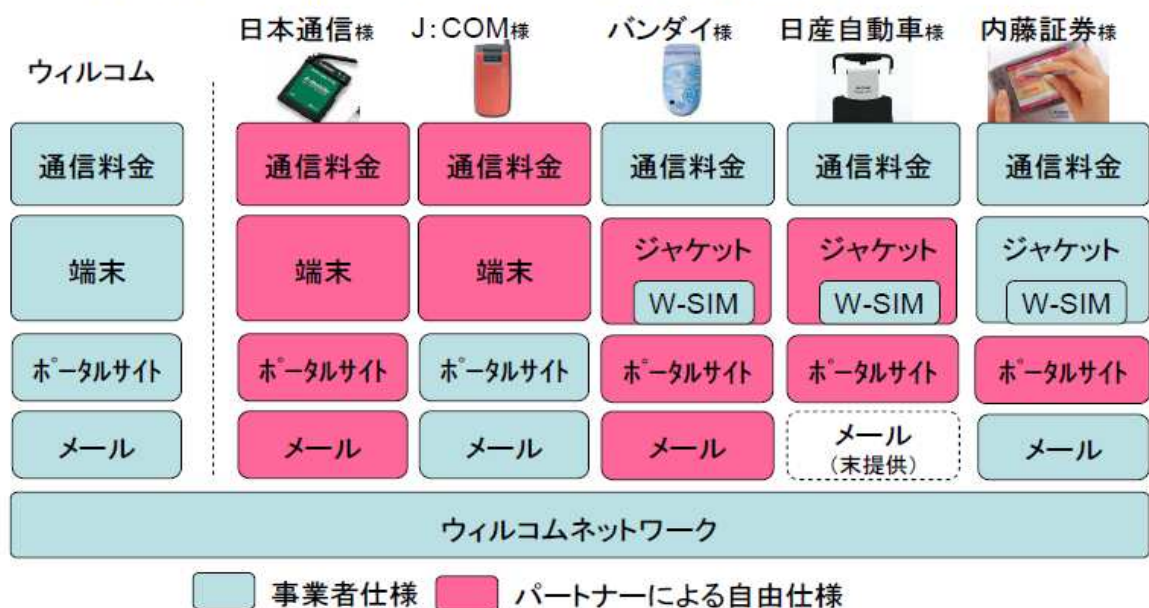 日本通信様 J:COM様 バンダイ様 日産自動車様 内藤証券様
ウィルコム
通信料金 通信料金 通信料金 通信料金 通信料金 通信料金
端末 端末 端末 ジャケット ジャケット ジャケット
W-SIM W-SIM W-SIM
ポータルサイト ポータルサイト ポータルサイト ポータルサイト ポータルサイト ポータルサイト
メール メール メール メール メール メール
(末提供)
ウィルコムネットワーク
事業者仕様 パートナーによる自由仕様